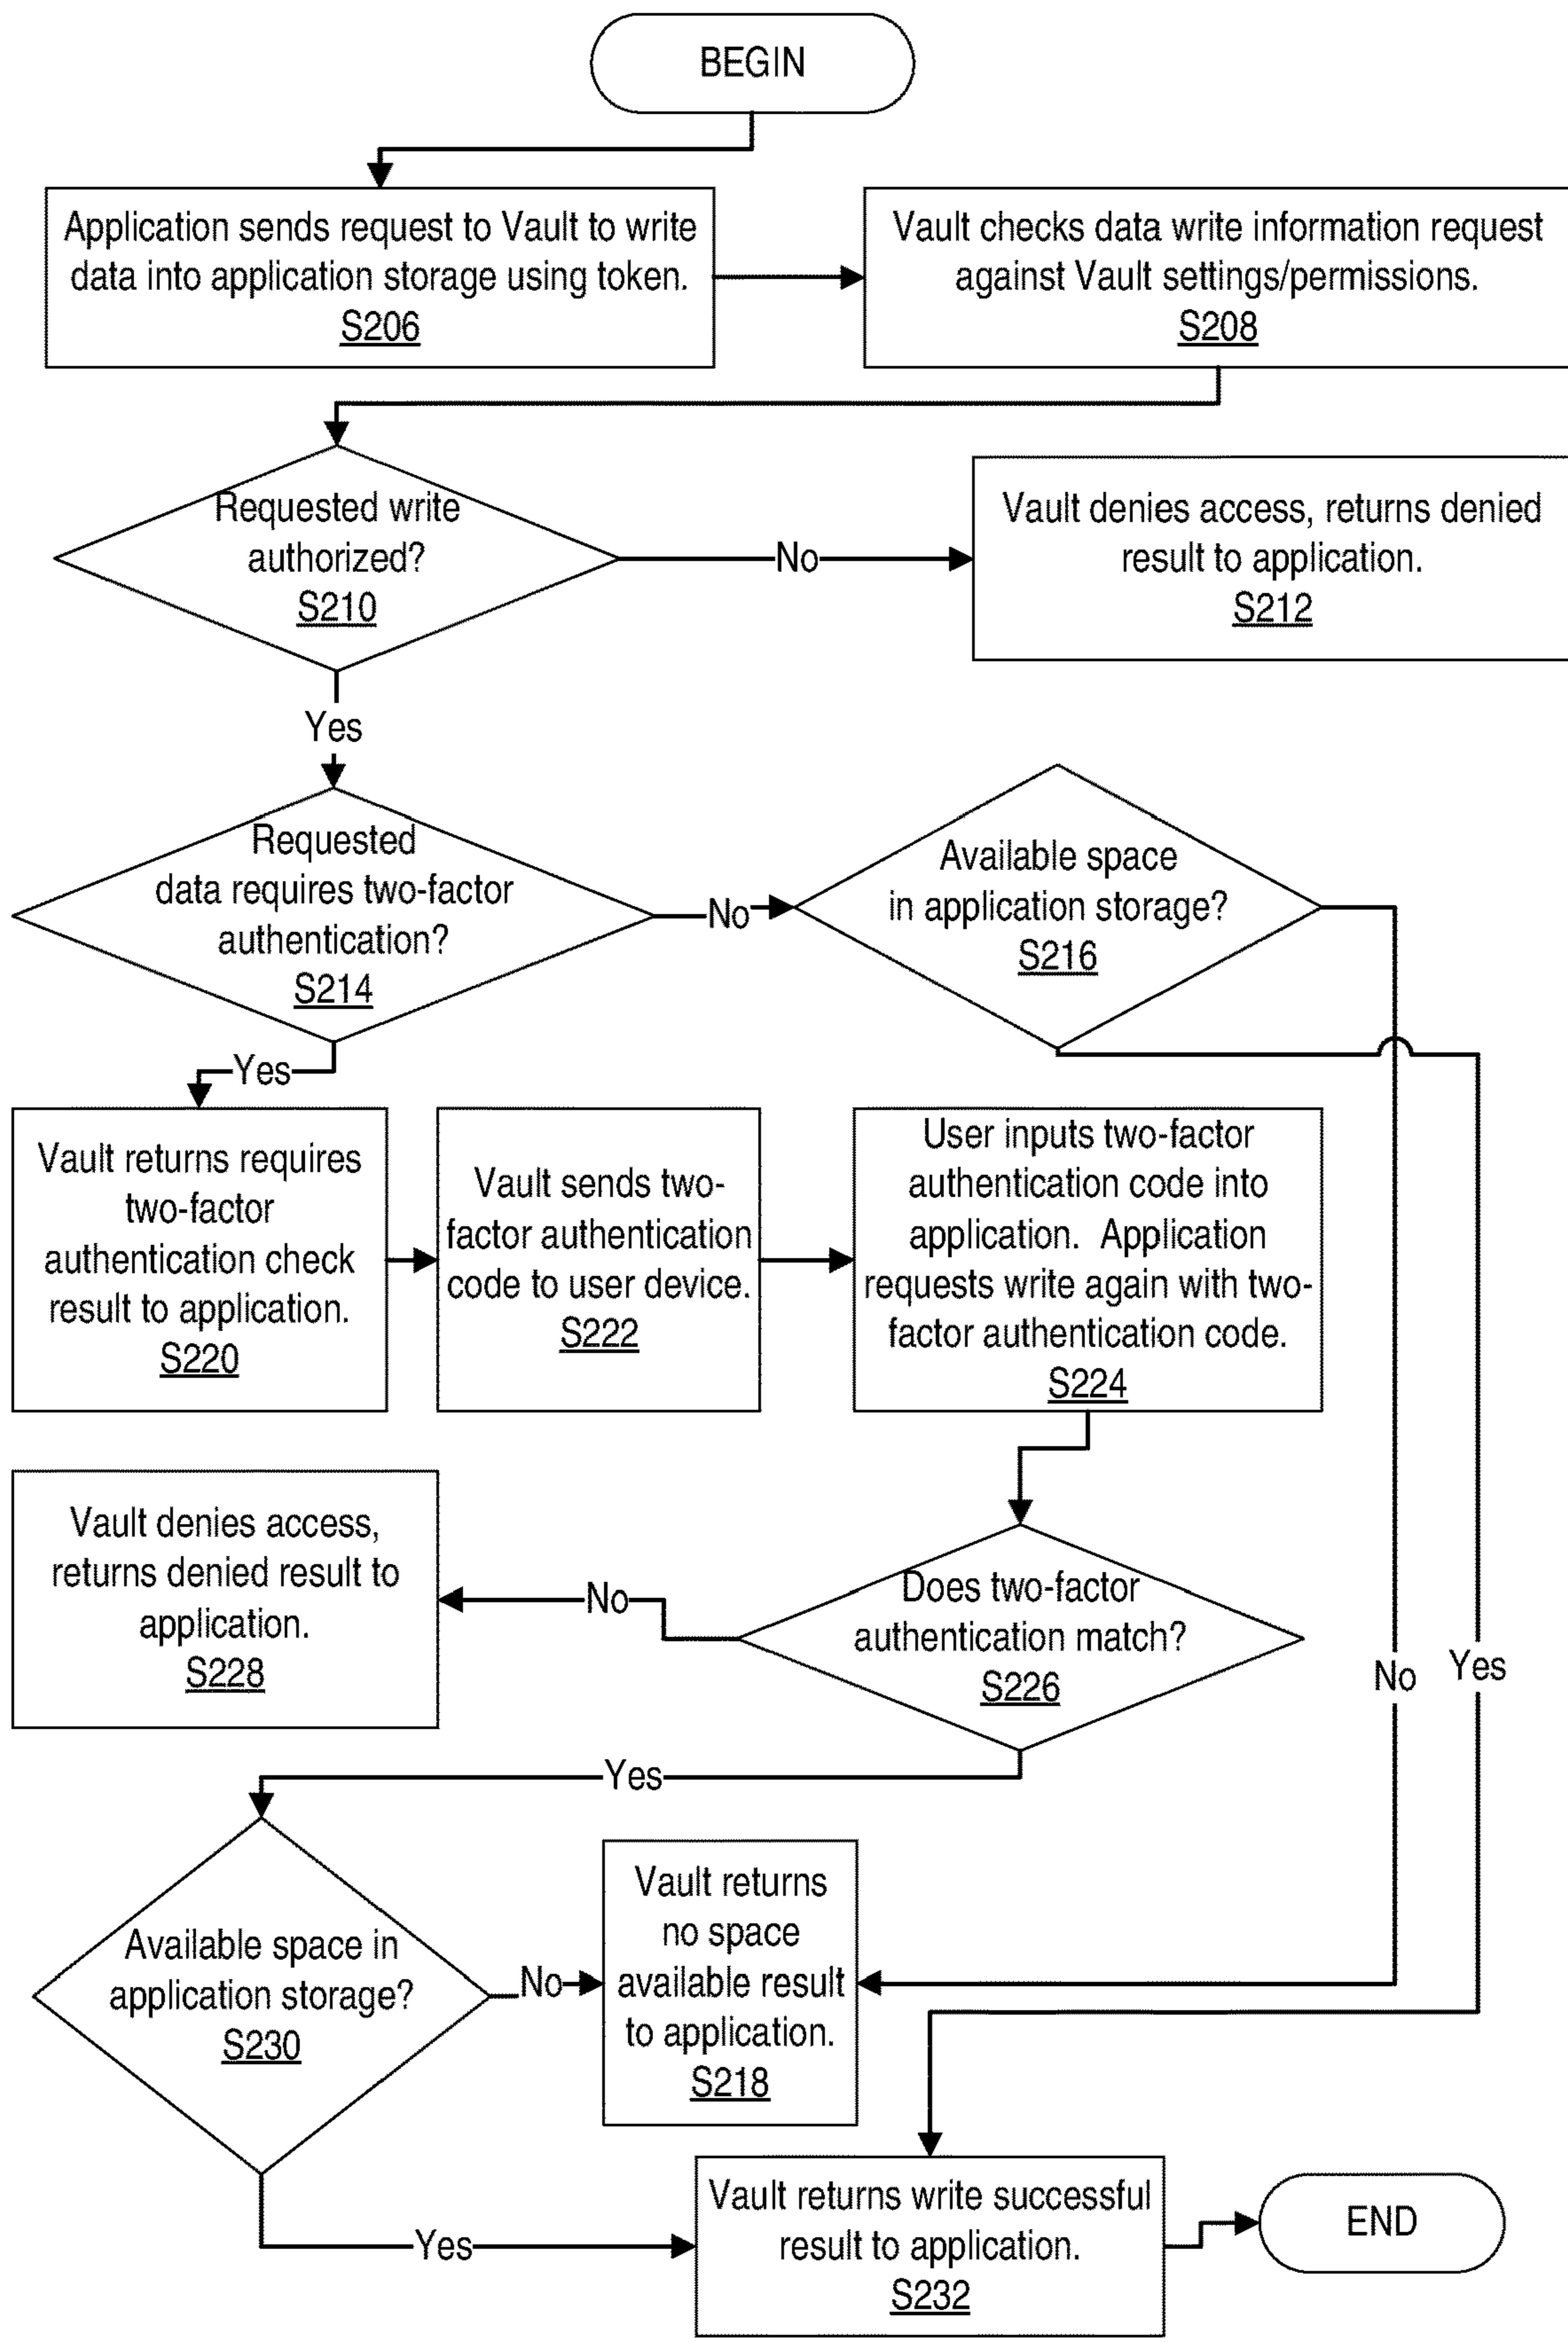 BEGIN
Application sends request to Vault to write
data into application storage using token.
S206
Vault checks data write information request
against Vault settings/permissions.
S208
Requested write
authorized?
S210
No
Vault denies access, returns denied
result to application.
S212
Yes
Requested
data requires two-factor
authentication?
S214
No
Available space
in application storage?
S216
Yes
Vault returns requires
two-factor
authentication check
result to application.
S220
Vault sends two-
factor authentication
code to user device.
S222
User inputs two-factor
authentication code into
application. Application
requests write again with two-
factor authentication code.
S224
Vault denies access,
returns denied result to
application.
S228
No
Does two-factor
authentication match?
S226
No
Yes
Yes
Available space in
application storage?
S230
No
Vault returns
no space
available result
to application.
S218
Yes
Vault returns write successful
result to application.
S232
END